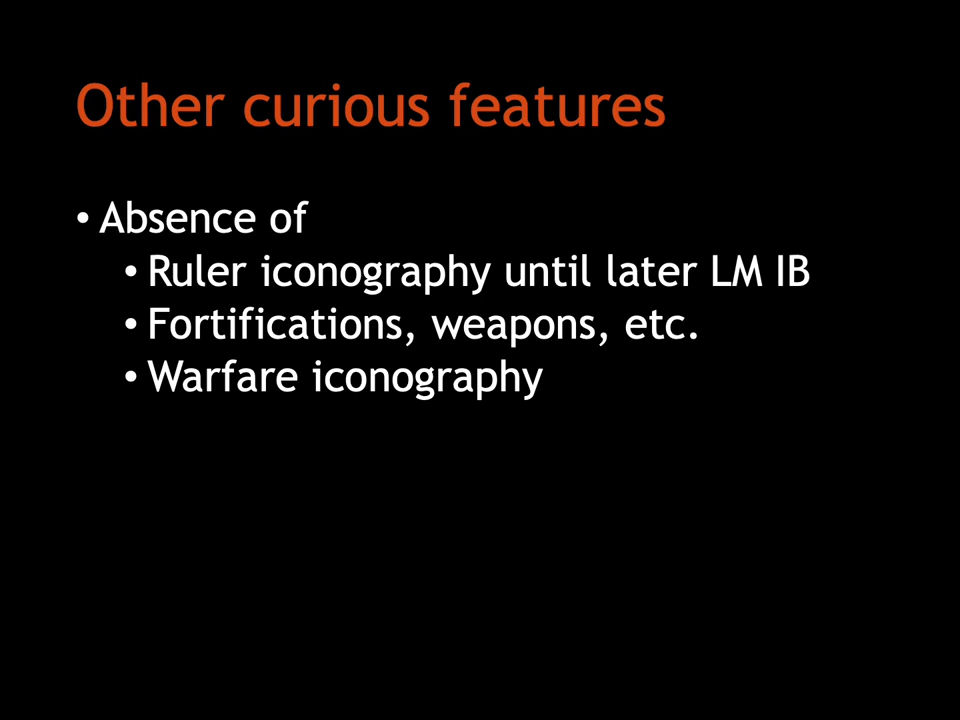 Other curious features
• Absence of
• Ruler iconography until later LM IB
• Fortifications, weapons, etc.
• Warfare iconography